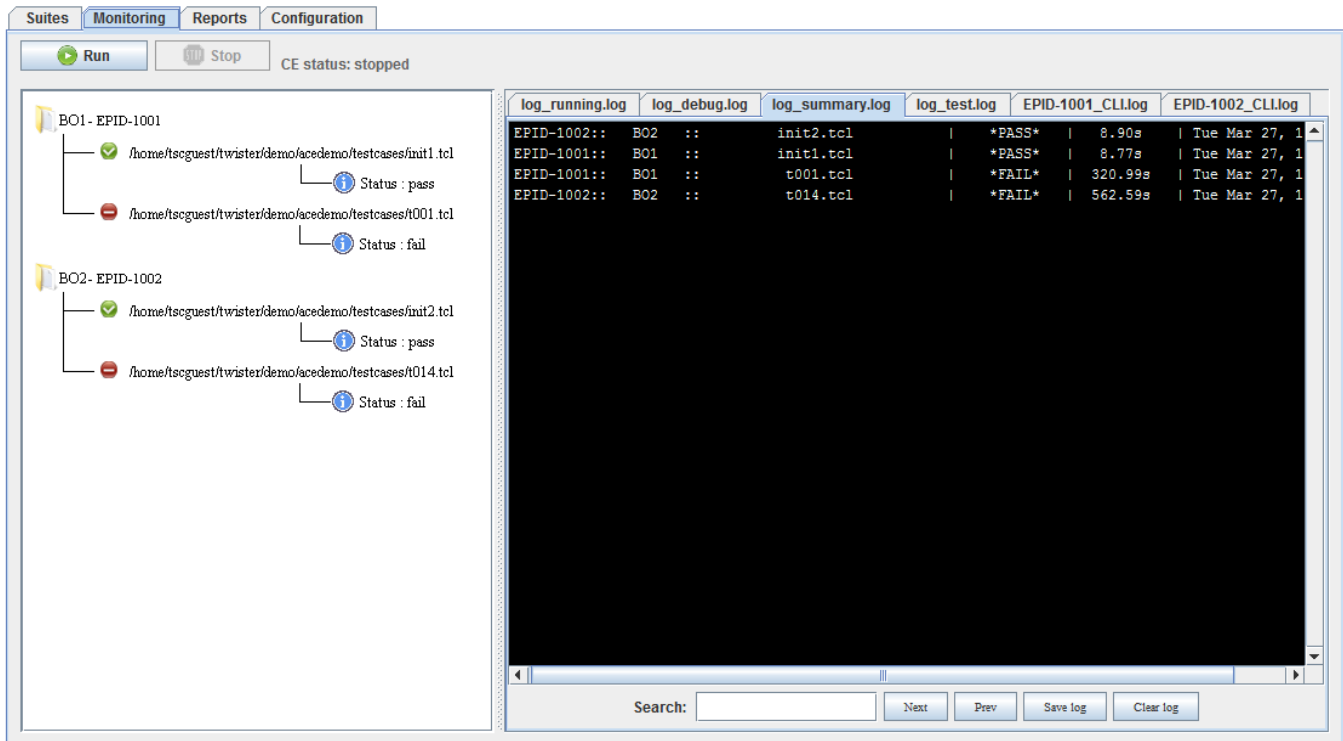 Suites Monitoring Reports Configuration
Run Stop CE status: stopped
BO1- EPID-1001
/home/tscguest/twister/demo/acedemo/testcases/init1.tcl
Status : pass
/home/tscguest/twister/demo/acedemo/testcases/t001.tcl
Status : fail
BO2- EPID-1002
/home/tscguest/twister/demo/acedemo/testcases/init2.tcl
Status : pass
/home/tscguest/twister/demo/acedemo/testcases/t014.tcl
Status : fail
log_running.log log_debug.log log_summary.log log_test.log EPID-1001_CLI.log EPID-1002_CLI.log
EPID-1002:: BO2 :: init2.tcl | *PASS* | 8.90s | Tue Mar 27, 1
EPID-1001:: BO1 :: init1.tcl | *PASS* | 8.77s | Tue Mar 27, 1
EPID-1001:: BO1 :: t001.tcl | *FAIL* | 320.99s | Tue Mar 27, 1
EPID-1002:: BO2 :: t014.tcl | *FAIL* | 562.59s | Tue Mar 27, 1
Search: Next Prev Save log Clear log